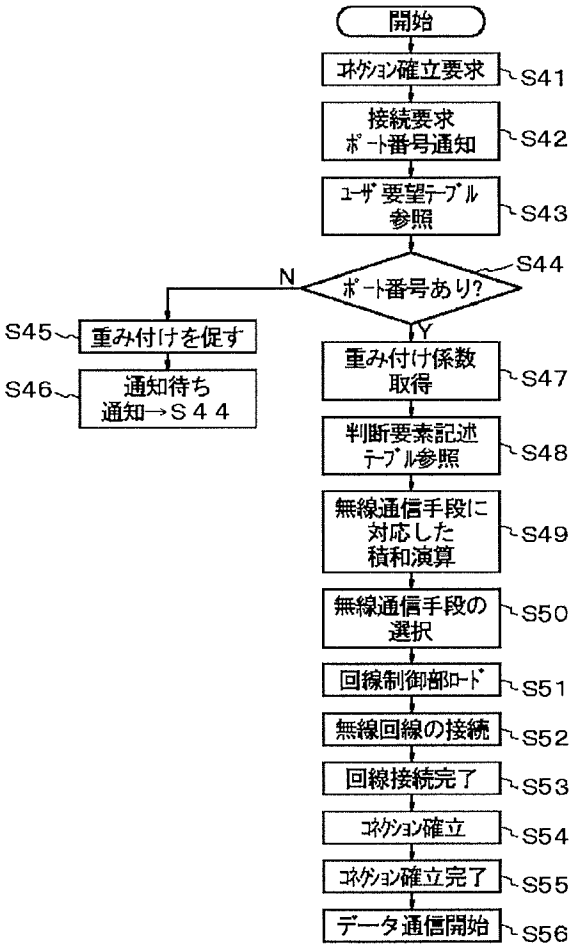 開始
コネクション確立要求
S41
接続要求
ポート番号通知
S42
ユーザ要望テーブル
参照
S43
ポート番号あり?
S44
N
Y
S45
重み付けを促す
S46
通知待ち
通知→S44
重み付け係数
取得
S47
判断要素記述
テーブル参照
S48
無線通信手段に
対応した
積和演算
S49
無線通信手段の
選択
S50
回線制御部ロード
S51
無線回線の接続
S52
回線接続完了
S53
コネクション確立
S54
コネクション確立完了
S55
データ通信開始
S56